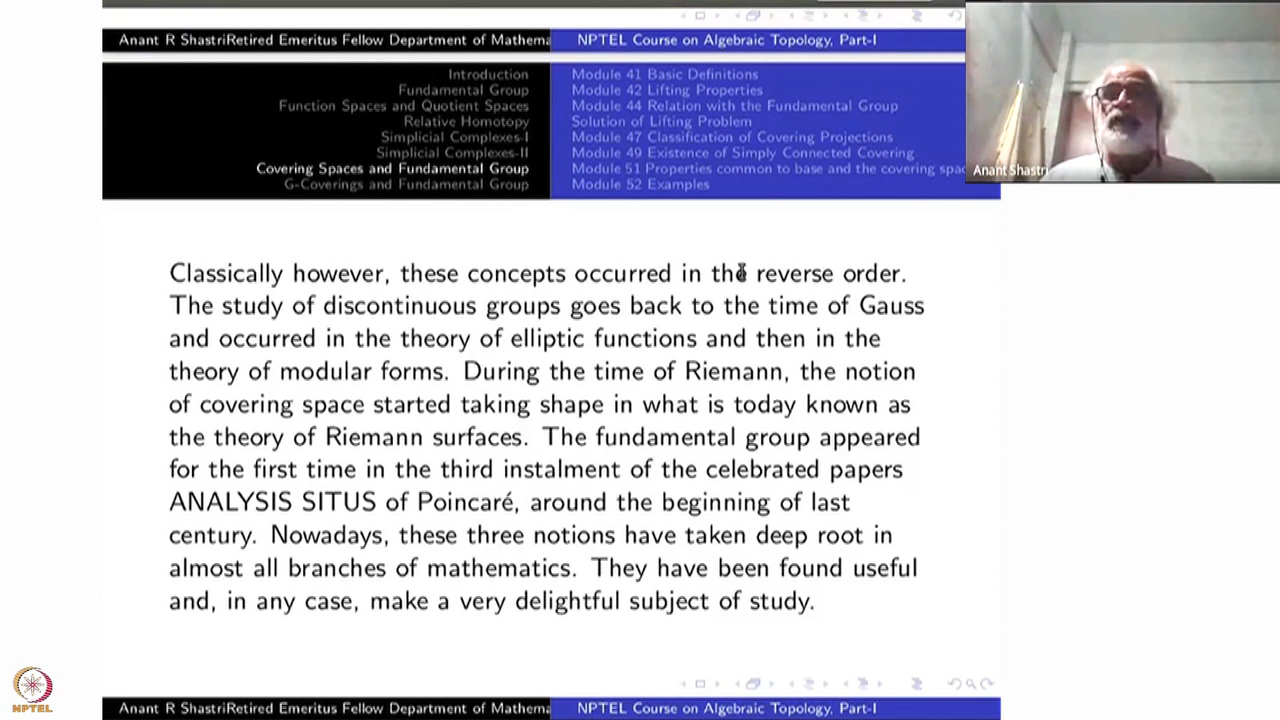 Anant R ShastriRetired Emeritus Fellow Department of Mathema
NPTEL Course on Algebraic Topology, Part-I
Introduction
Fundamental Group
Function Spaces and Quotient Spaces
Relative Homotopy
Simplicial Complexes-I
Simplicial Complexes-II
Covering Spaces and Fundamental Group
G-Coverings and Fundamental Group
Module 41 Basic Definitions
Module 42 Lifting Properties
Module 44 Relation with the Fundamental Group
Solution of Lifting Problem
Module 47 Classification of Covering Projections
Module 49 Existence of Simply Connected Covering
Module 51 Properties common to base and the covering spac
Module 52 Examples
Anant Shastri
Classically however, these concepts occurred in the reverse order.
The study of discontinuous groups goes back to the time of Gauss
and occurred in the theory of elliptic functions and then in the
theory of modular forms. During the time of Riemann, the notion
of covering space started taking shape in what is today known as
the theory of Riemann surfaces. The fundamental group appeared
for the first time in the third instalment of the celebrated papers
ANALYSIS SITUS of Poincaré, around the beginning of last
century. Nowadays, these three notions have taken deep root in
almost all branches of mathematics. They have been found useful
and, in any case, make a very delightful subject of study.
NPTEL
Anant R ShastriRetired Emeritus Fellow Department of Mathema
NPTEL Course on Algebraic Topology, Part-I